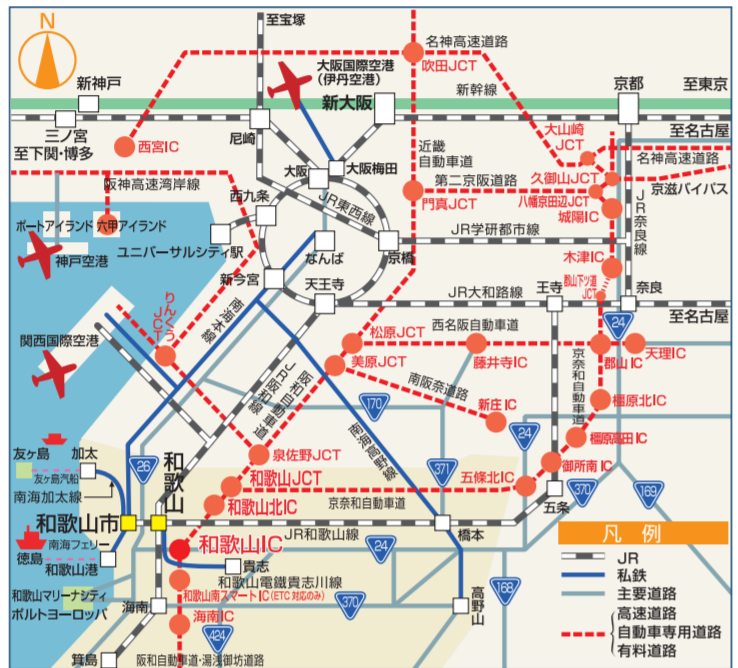 N
至宝塚
名神高速道路
大阪国際空港
(伊丹空港)
吹田JCT
新神戸
新大阪
新幹線
京都
至東京
三ノ宮
至下関・博多
西宮IC
尼崎
大阪
大阪梅田
近畿
自動車道
大山崎
JCT
至名古屋
名神高速道路
久御山JCT
京滋バイパス
阪神高速湾岸線
西九条
JR東西線
門真JCT
第二京阪道路
八幡京田辺JCT
城陽IC
JR奈良線
ポートアイランド
六甲アイランド
ユニバーサルシティ駅
神戸空港
なんば
京橋
JR学研都市線
木津IC
新今宮
天王寺
郡山下ツ道
JCT
王寺
奈良
JR大和路線
至名古屋
りんくう
JCT
南海本線
関西国際空港
松原JCT
西名阪自動車道
24
美原JCT
藤井寺IC
郡山IC
天理IC
阪和自動車道
JR阪和線
南阪奈道路
京奈和自動車道
170
新庄IC
橿原北IC
南海高野線
24
橿原高田IC
泉佐野JCT
友ヶ島
加太
26
和歌山
和歌山JCT
371
五條北IC
御所南IC
370
169
友ヶ島汽船
南海加太線
和歌山北IC
京奈和自動車道
五条
和歌山市
JR和歌山線
橋本
南海フェリー
徳島
和歌山港
和歌山IC
24
貴志
和歌山電鐵貴志川線
和歌山マリーナシティ
ポルトヨーロッパ
和歌山南スマートIC(ETC対応のみ)
370
高野山
168
海南
海南IC
424
箕島
阪和自動車道・湯浅御坊道路
凡例
JR
私鉄
主要道路
高速道路
自動車専用道路
有料道路